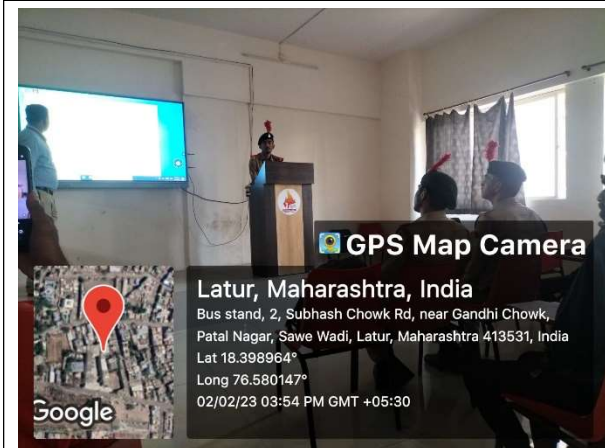 GPS Map Camera
Latur, Maharashtra, India
Bus stand, 2, Subhash Chowk Rd, near Gandhi Chowk,
Patal Nagar, Sawe Wadi, Latur, Maharashtra 413531, India
Lat 18.398964°
Long 76.580147°
02/02/23 03:54 PM GMT +05:30
Google